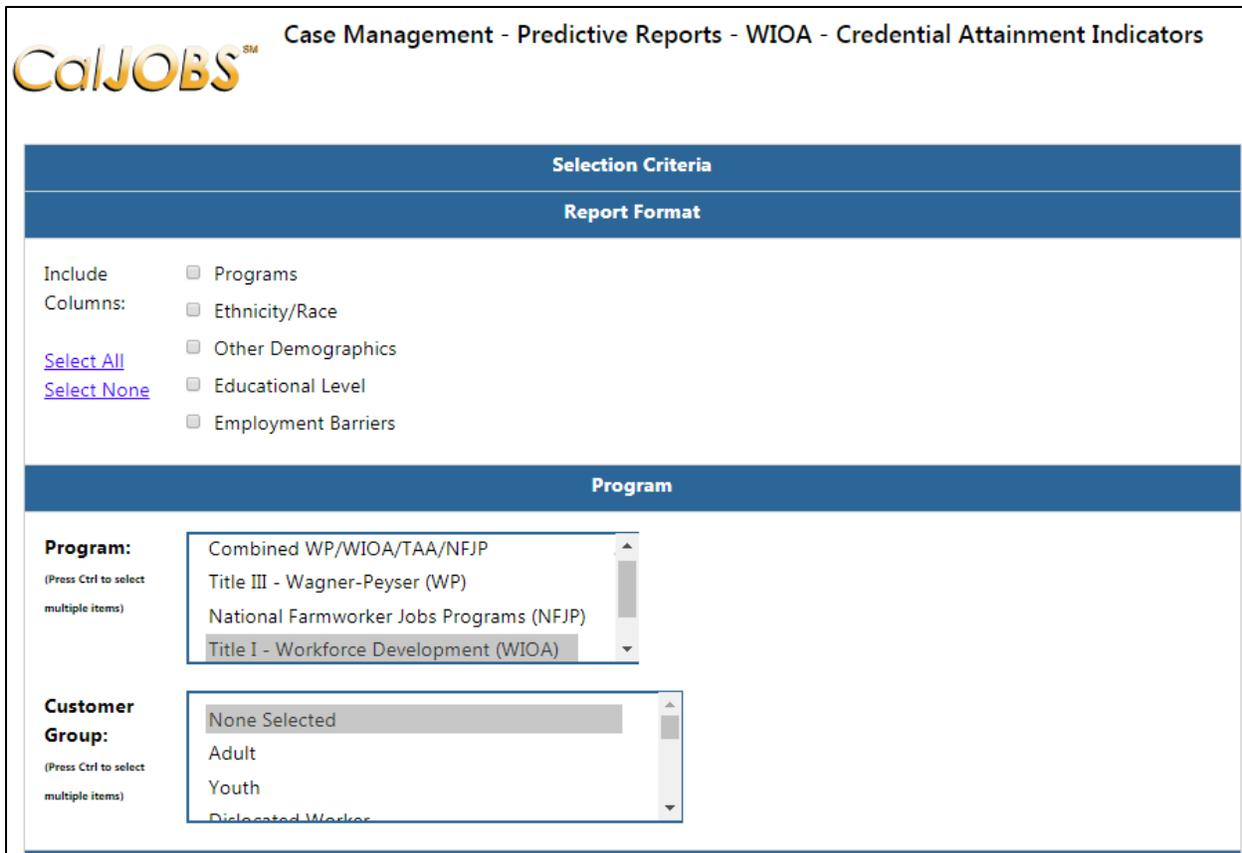 Case Management - Predictive Reports - WIOA - Credential Attainment Indicators
CalJOBS℠
Selection Criteria
Report Format
Include
Columns:
Select All
Select None
Programs
Ethnicity/Race
Other Demographics
Educational Level
Employment Barriers
Program
Program:
(Press Ctrl to select
multiple items)
Combined WP/WIOA/TAA/NFJP
Title III - Wagner-Peyser (WP)
National Farmworker Jobs Programs (NFJP)
Title I - Workforce Development (WIOA)
Customer
Group:
(Press Ctrl to select
multiple items)
None Selected
Adult
Youth
Dislocated Worker